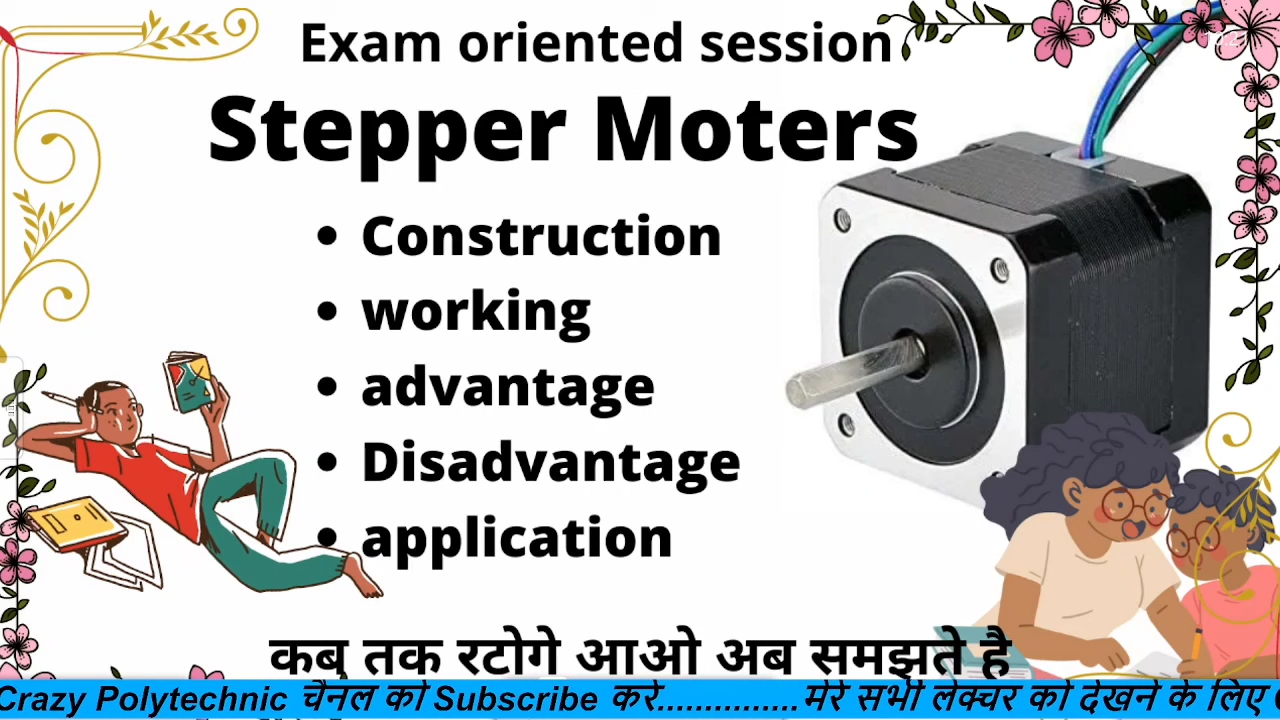 Exam oriented session
Stepper Moters
• Construction
• working
• advantage
• Disadvantage
• application
कब तक रटोगे आओ अब समझते है
Crazy Polytechnic चैनल को Subscribe करे...............मेरे सभी लेक्चर को देखने के लिए